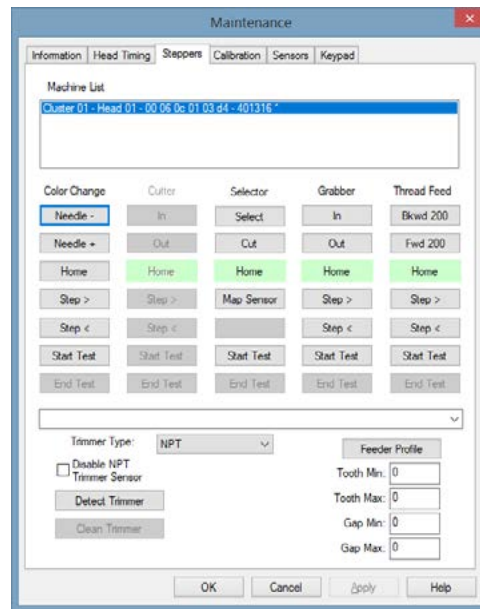 Maintenance
Information Head Timing Steppers Calibration Sensors Keypad
Machine List
Cluster 01 - Head 01 - 00 06 0c 01 03 d4 - 401316 *
Color Change Cutter Selector Grabber Thread Feed
Needle - In Select In Bkwd 200
Needle + Out Cut Out Fwd 200
Home Home Home Home Home
Step > Step > Map Sensor Step > Step >
Step < Step < Step < Step <
Start Test Start Test Start Test Start Test Start Test
End Test End Test End Test End Test End Test
Trimmer Type: NPT Feeder Profile
Disable NPT
Trimmer Sensor
Tooth Min: 0
Detect Trimmer Tooth Max: 0
Clean Trimmer Gap Min: 0
Gap Max: 0
OK Cancel Apply Help